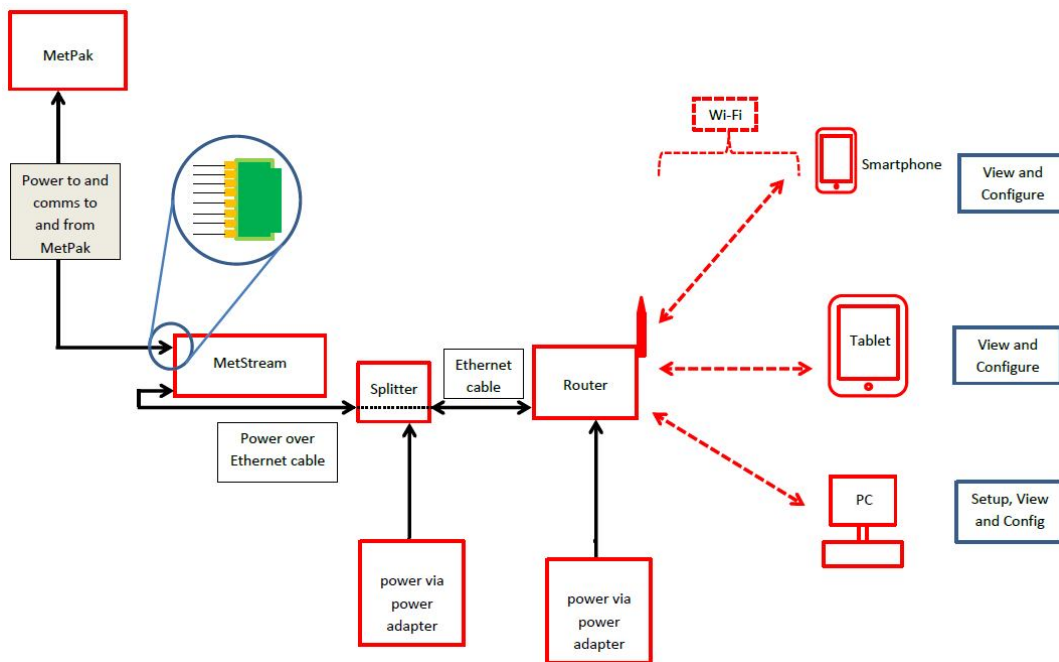 MetPak
Wi-Fi
Smartphone
View and
Configure
Power to and
comms to
and from
MetPak
Tablet
View and
Configure
MetStream
Splitter
Ethernet
cable
Router
Power over
Ethernet cable
PC
Setup, View
and Config
power via
power
adapter
power via
power
adapter